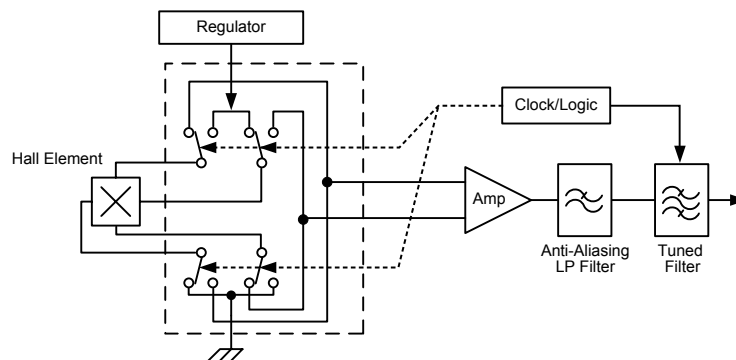 Regulator
Clock/Logic
Hall Element
Amp
Anti-Aliasing
LP Filter
Tuned
Filter